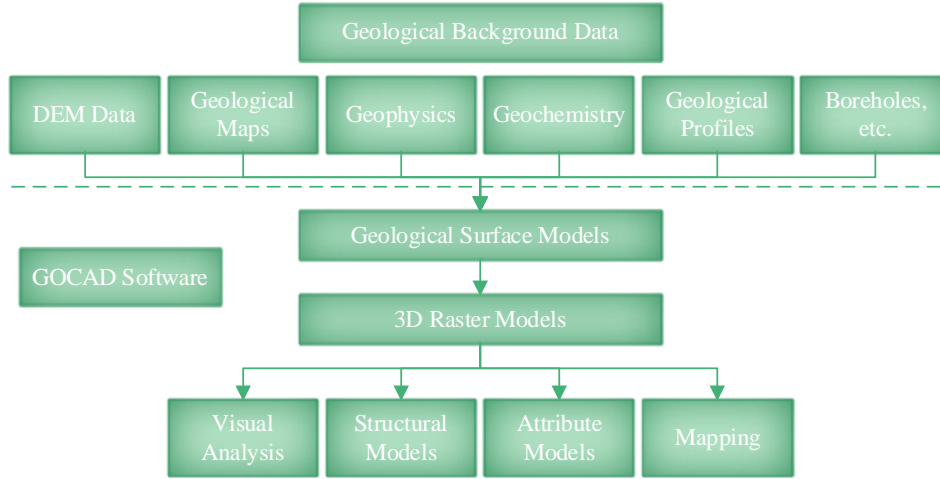 Geological Background Data
DEM Data
Geological
Maps
Geophysics
Geochemistry
Geological
Profiles
Boreholes,
etc.
Geological Surface Models
GOCAD Software
3D Raster Models
Visual
Analysis
Structural
Models
Attribute
Models
Mapping